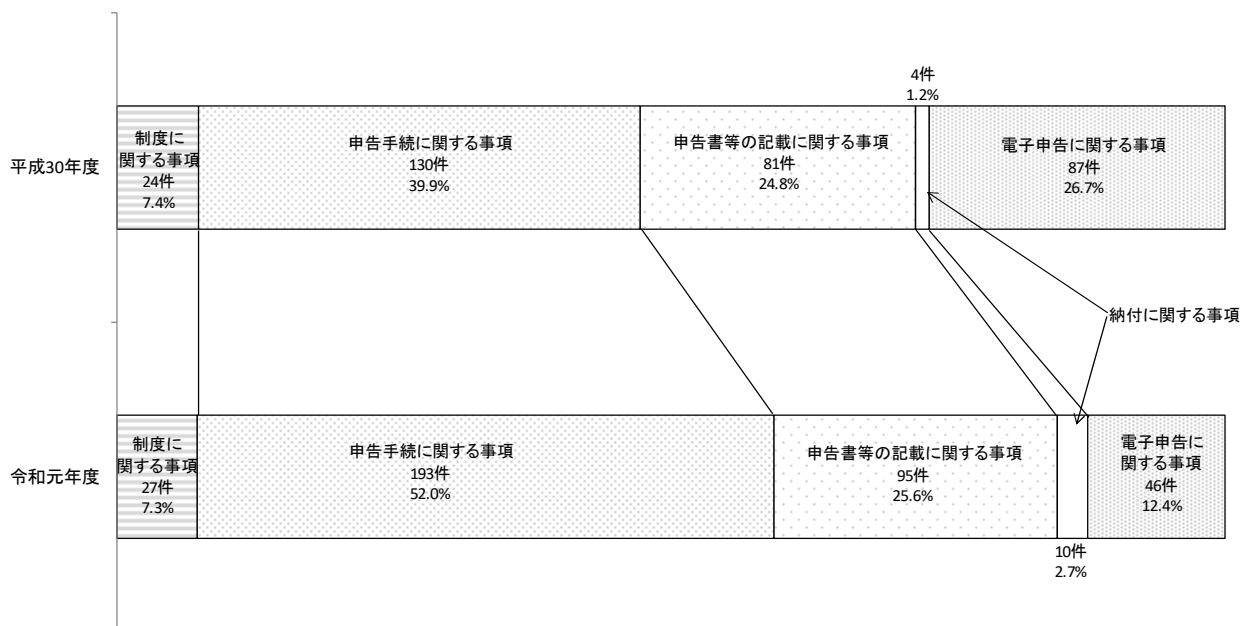 4件
1.2%
平成30年度
制度に
関する事項
24件
7.4%
申告手続に関する事項
130件
39.9%
申告書等の記載に関する事項
81件
24.8%
電子申告に関する事項
87件
26.7%
納付に関する事項
令和元年度
制度に
関する事項
27件
7.3%
申告手続に関する事項
193件
52.0%
申告書等の記載に関する事項
95件
25.6%
電子申告に
関する事項
46件
12.4%
10件
2.7%